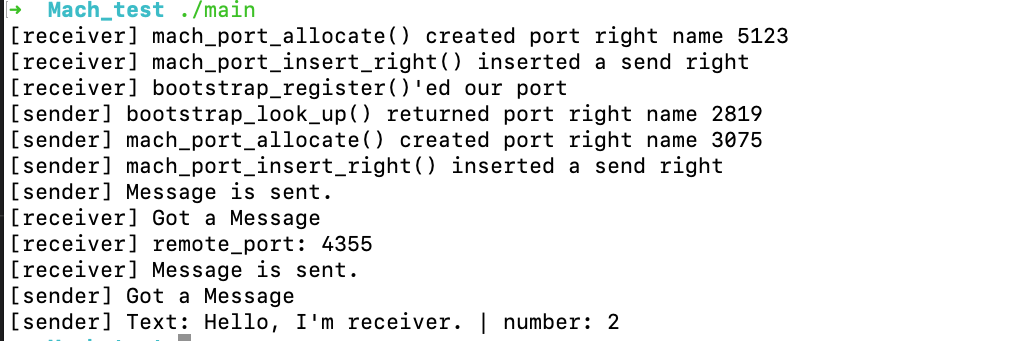 ➜ Mach_test ./main
[receiver] mach_port_allocate() created port right name 5123
[receiver] mach_port_insert_right() inserted a send right
[receiver] bootstrap_register()'ed our port
[sender] bootstrap_look_up() returned port right name 2819
[sender] mach_port_allocate() created port right name 3075
[sender] mach_port_insert_right() inserted a send right
[sender] Message is sent.
[receiver] Got a Message
[receiver] remote_port: 4355
[receiver] Message is sent.
[sender] Got a Message
[sender] Text: Hello, I'm receiver. | number: 2